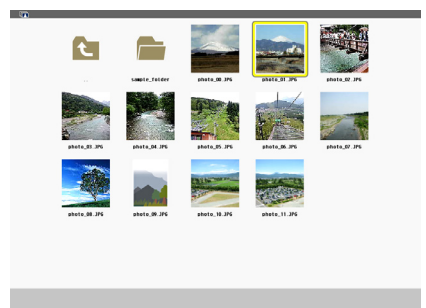 ..
sample_folder
photo_00.JPG
photo_01.JPG
photo_02.JPG
photo_03.JPG
photo_04.JPG
photo_05.JPG
photo_06.JPG
photo_07.JPG
photo_08.JPG
photo_09.JPG
photo_10.JPG
photo_11.JPG